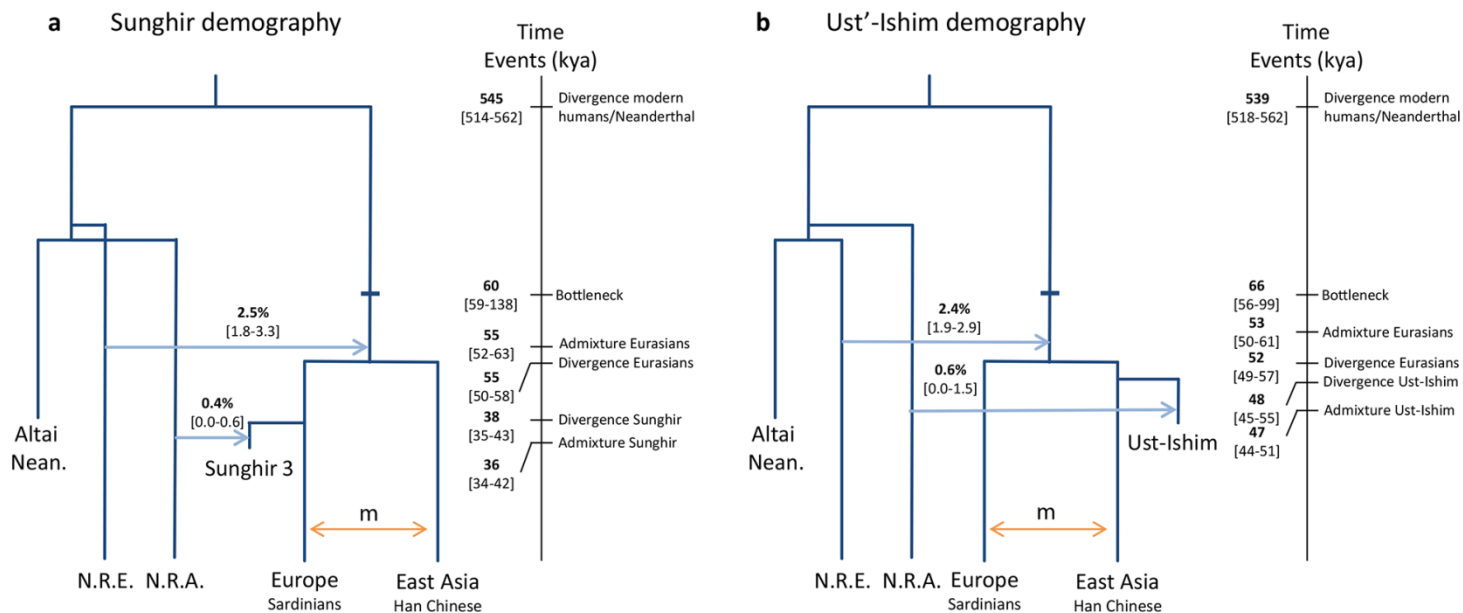 a Sunghir demography
Time
Events (kya)
545
[514-562]
Divergence modern
humans/Neanderthal
60
[59-138]
Bottleneck
2.5%
[1.8-3.3]
55
[52-63]
Admixture Eurasians
Divergence Eurasians
55
[50-58]
0.4%
[0.0-0.6]
38
[35-43]
Divergence Sunghir
Admixture Sunghir
36
[34-42]
Altai
Nean.
Sunghir 3
m
N.R.E.
N.R.A.
Europe
Sardinians
East Asia
Han Chinese
b Ust’-Ishim demography
Time
Events (kya)
539
[518-562]
Divergence modern
humans/Neanderthal
66
[56-99]
Bottleneck
2.4%
[1.9-2.9]
53
[50-61]
Admixture Eurasians
52
[49-57]
Divergence Eurasians
Divergence Ust-Ishim
0.6%
[0.0-1.5]
48
[45-55]
Admixture Ust-Ishim
47
[44-51]
Altai
Nean.
Ust-Ishim
m
N.R.E.
N.R.A.
Europe
Sardinians
East Asia
Han Chinese